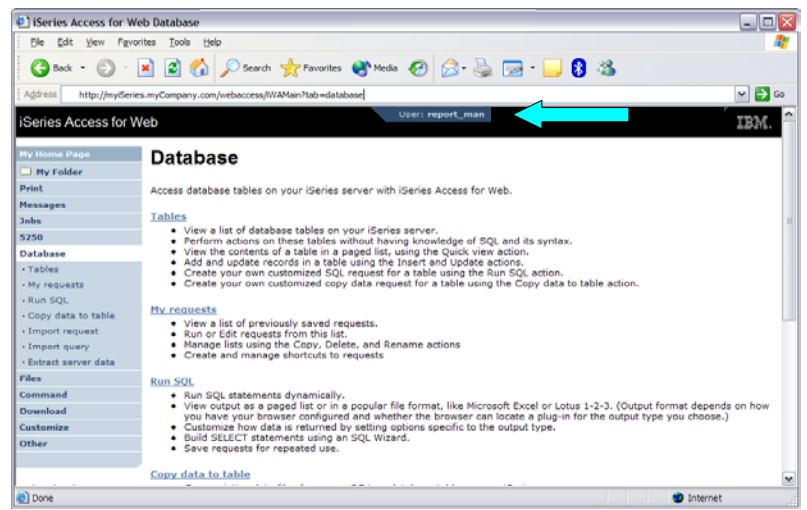 iSeries Access for Web Database
File Edit View Favorites Tools Help
Back Search Favorites Media
Address http://myiSeries.myCompany.com/webaccess/iWAMain?tab=database Go
iSeries Access for Web
User: report_man
IBM.
My Home Page
My Folder
Print
Messages
Jobs
5250
Database
• Tables
• My requests
• Run SQL
• Copy data to table
• Import request
• Import query
• Extract server data
Files
Command
Download
Customize
Other
Database
Access database tables on your iSeries server with iSeries Access for Web.
Tables
• View a list of database tables on your iSeries server.
• Perform actions on these tables without having knowledge of SQL and its syntax.
• View the contents of a table in a paged list, using the Quick view action.
• Add and update records in a table using the Insert and Update actions.
• Create your own customized SQL request for a table using the Run SQL action.
• Create your own customized copy data request for a table using the Copy data to table action.
My requests
• View a list of previously saved requests.
• Run or Edit requests from this list.
• Manage lists using the Copy, Delete, and Rename actions
• Create and manage shortcuts to requests
Run SQL
• Run SQL statements dynamically.
• View output as a paged list or in a popular file format, like Microsoft Excel or Lotus 1-2-3. (Output format depends on how
you have your browser configured and whether the browser can locate a plug-in for the output type you choose.)
• Customize how data is returned by setting options specific to the output type.
• Build SELECT statements using an SQL Wizard.
• Save requests for repeated use.
Copy data to table
Done
Internet